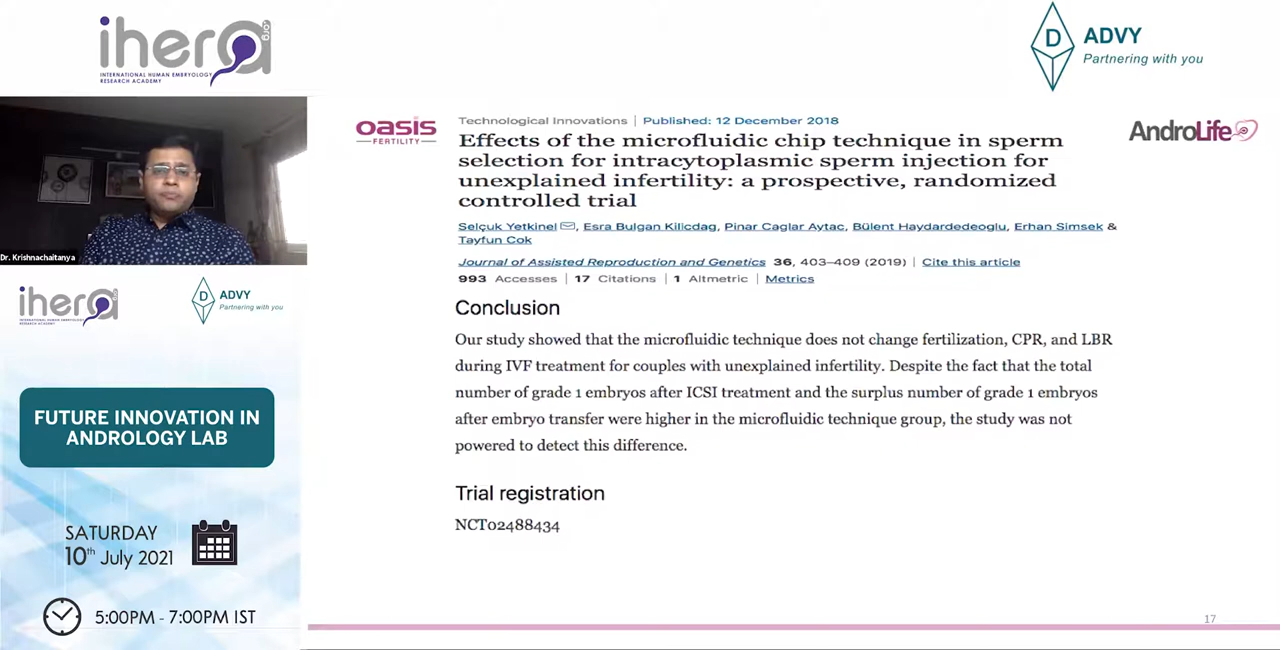 ihera.org
INTERNATIONAL HUMAN EMBRYOLOGY
RESEARCH ACADEMY
D ADVY
Partnering with you
Dr. Krishnachaitanya
ihera.org
INTERNATIONAL HUMAN EMBRYOLOGY
RESEARCH ACADEMY
D ADVY
Partnering with you
FUTURE INNOVATION IN
ANDROLOGY LAB
SATURDAY
10th July 2021
5:00PM - 7:00PM IST
oasis
FERTILITY
AndroLife
Technological Innovations | Published: 12 December 2018
Effects of the microfluidic chip technique in sperm
selection for intracytoplasmic sperm injection for
unexplained infertility: a prospective, randomized
controlled trial
Selçuk Yetkinel, Esra Bulgan Kilicdag, Pinar Caglar Aytac, Bülent Haydardedeoglu, Erhan Simsek &
Tayfun Cok
Journal of Assisted Reproduction and Genetics 36, 403–409 (2019) | Cite this article
993 Accesses | 17 Citations | 1 Altmetric | Metrics
Conclusion
Our study showed that the microfluidic technique does not change fertilization, CPR, and LBR
during IVF treatment for couples with unexplained infertility. Despite the fact that the total
number of grade 1 embryos after ICSI treatment and the surplus number of grade 1 embryos
after embryo transfer were higher in the microfluidic technique group, the study was not
powered to detect this difference.
Trial registration
NCT02488434
17